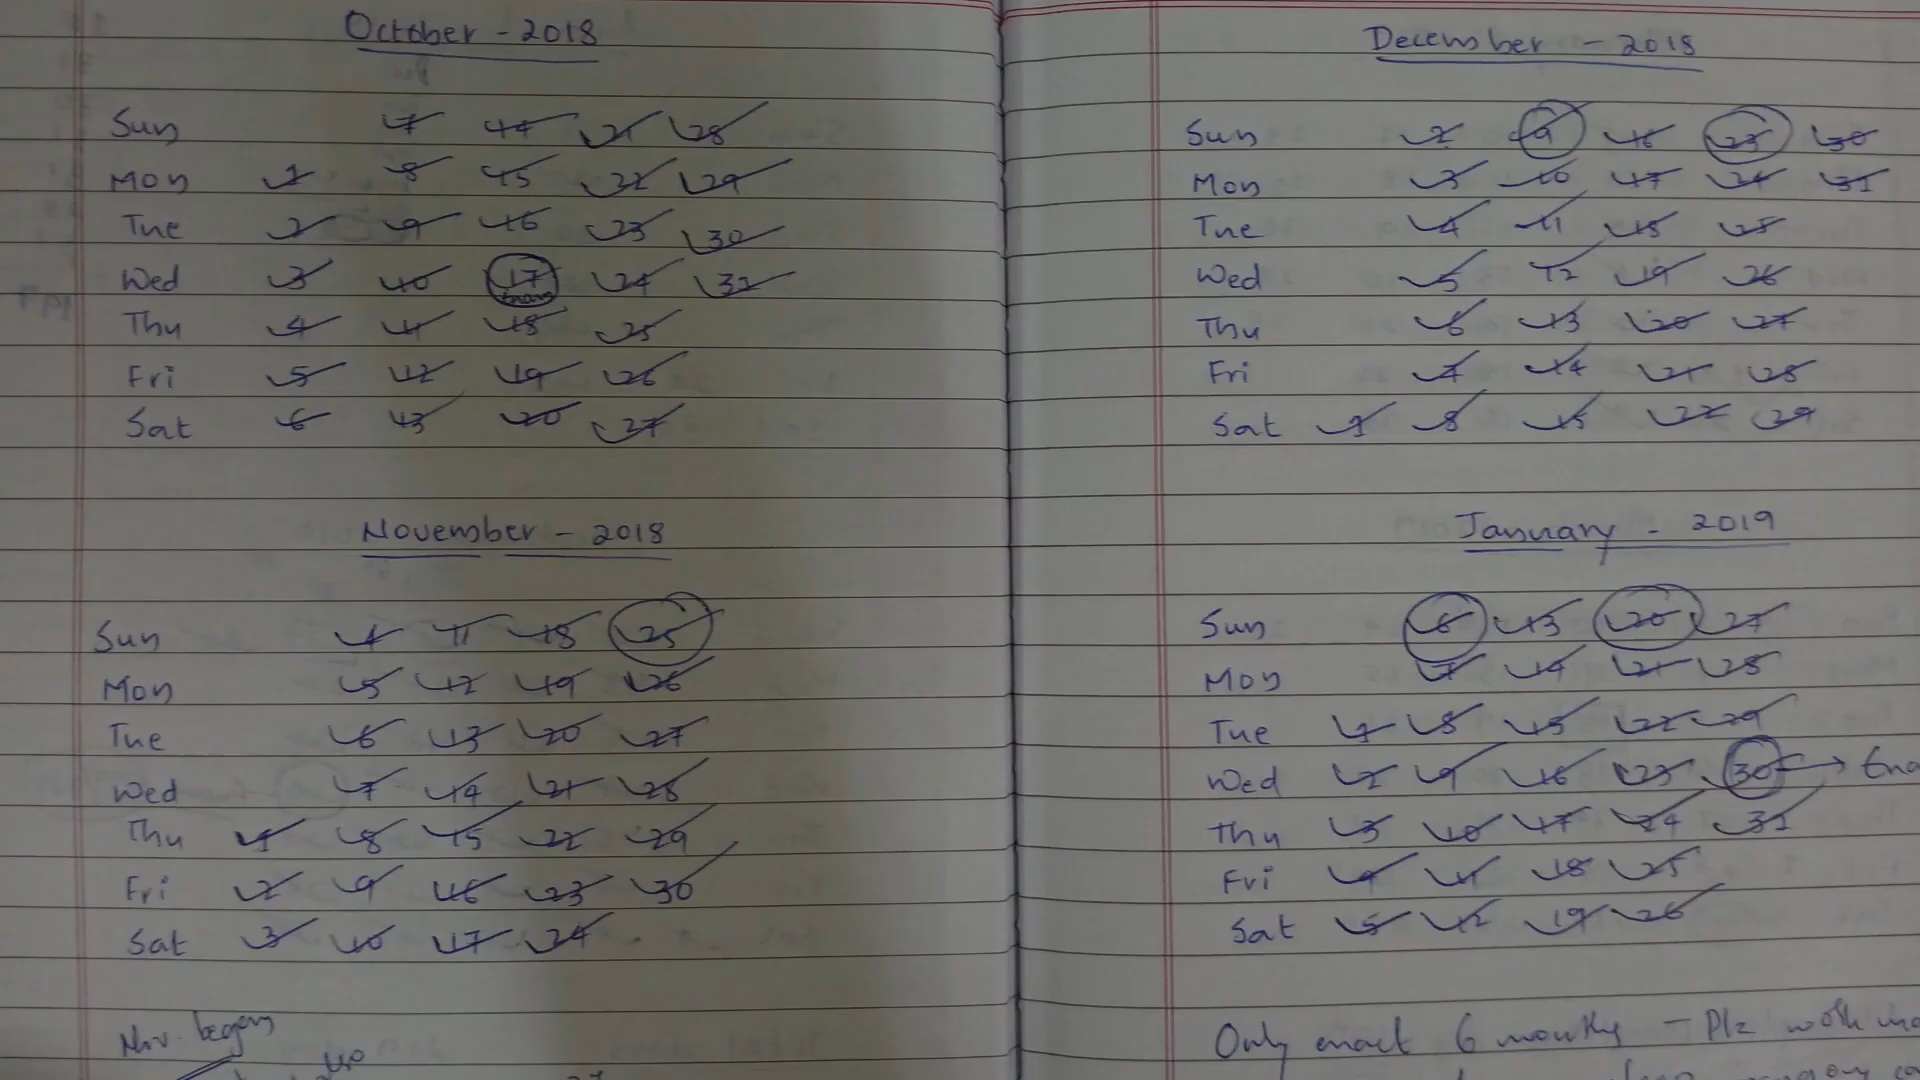 October - 2018
Sun 7 14 21 28
Mon 1 8 15 22 29
Tue 2 9 16 23 30
Wed 3 10 17 24 31
Thu 4 11 18 25
Fri 5 12 19 26
Sat 6 13 20 27
November - 2018
Sun 4 11 18 25
Mon 5 12 19 26
Tue 6 13 20 27
Wed 7 14 21 28
Thu 1 8 15 22 29
Fri 2 9 16 23 30
Sat 3 10 17 24
Nov. began
December - 2018
Sun 2 9 16 23 30
Mon 3 10 17 24 31
Tue 4 11 18 25
Wed 5 12 19 26
Thu 6 13 20 27
Fri 7 14 21 28
Sat 1 8 15 22 29
January - 2019
Sun 6 13 20 27
Mon 7 14 21 28
Tue 1 8 15 22 29
Wed 2 9 16 23 30 →
Thu 3 10 17 24 31
Fri 4 11 18 25
Sat 5 12 19 26
Only exact 6 months - Plz work